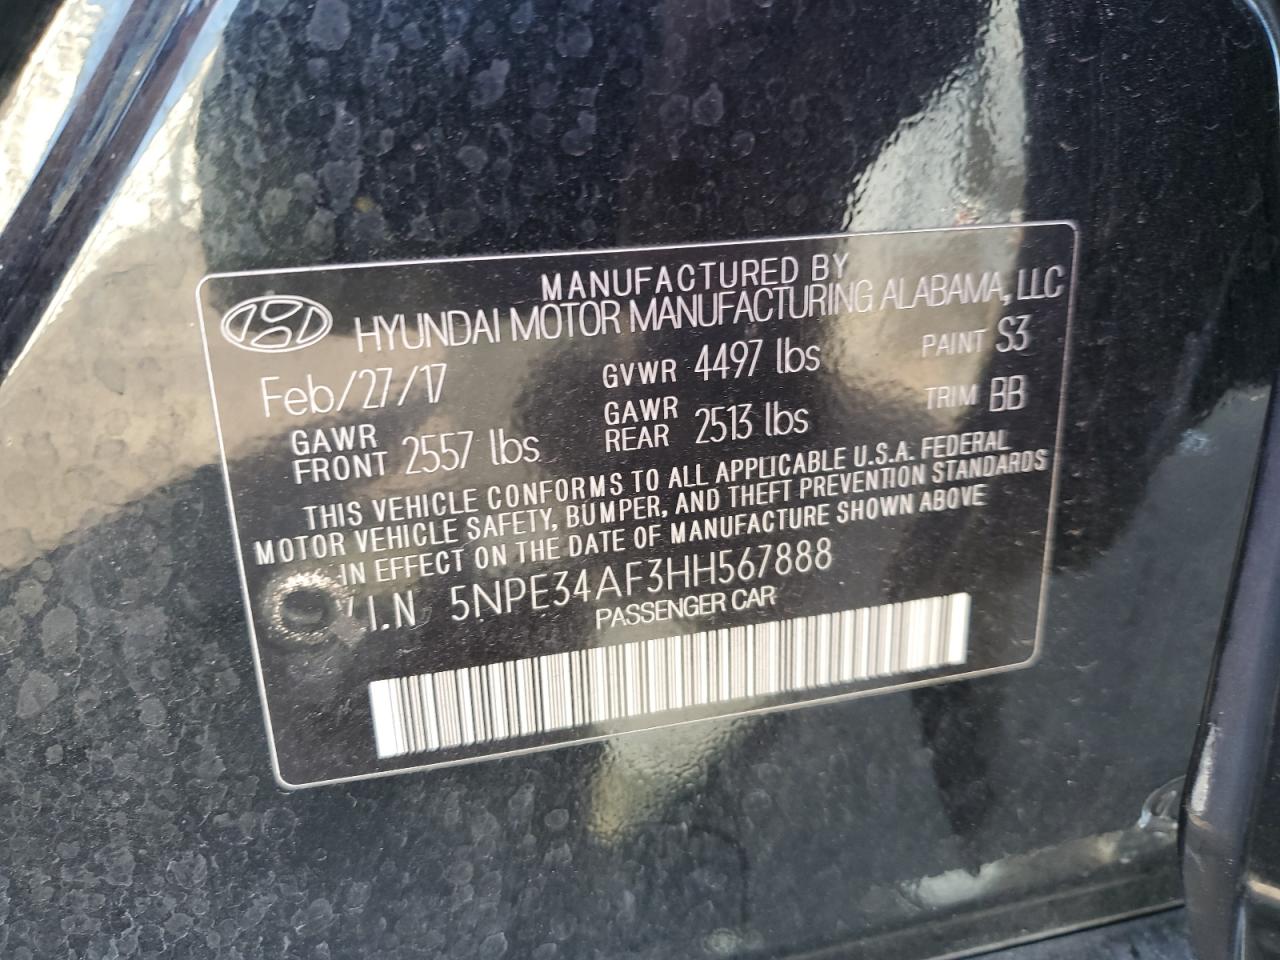 MANUFACTURED BY
HYUNDAI MOTOR MANUFACTURING ALABAMA, LLC
Feb/27/17 GVWR 4497 lbs PAINT S3
GAWR FRONT 2557 lbs GAWR REAR 2513 lbs TRIM BB
THIS VEHICLE CONFORMS TO ALL APPLICABLE U.S.A. FEDERAL
MOTOR VEHICLE SAFETY, BUMPER, AND THEFT PREVENTION STANDARDS
IN EFFECT ON THE DATE OF MANUFACTURE SHOWN ABOVE
V.I.N 5NPE34AF3HH567888
PASSENGER CAR